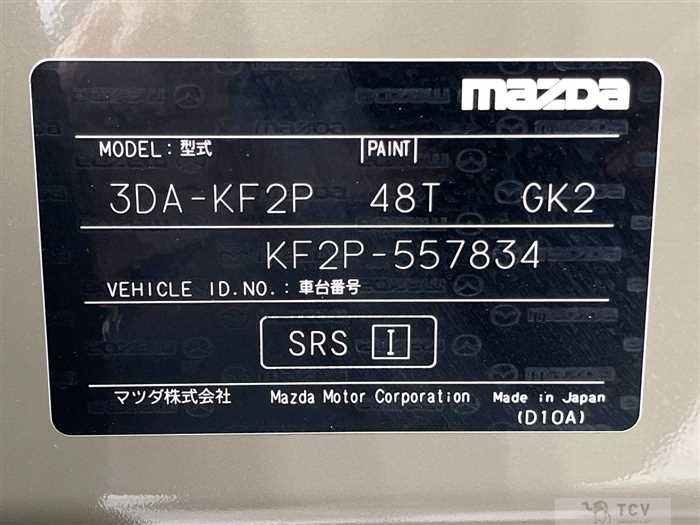 mazda
MODEL: 型式 PAINT
3DA-KF2P 48T GK2
KF2P-557834
VEHICLE ID.NO.: 車台番号
SRS I
マツダ株式会社 Mazda Motor Corporation Made in Japan
(D10A)
TCV